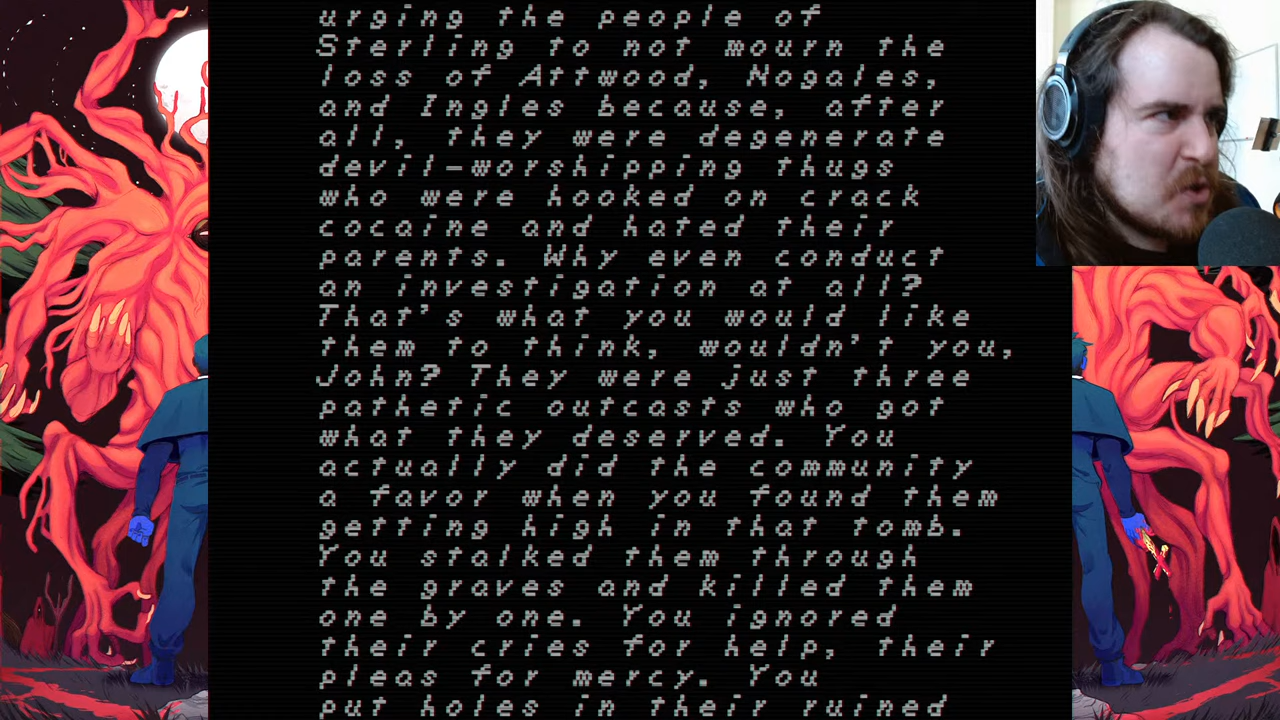 urging the people of
Sterling to not mourn the
loss of Attwood, Nogales,
and Ingles because, after
all, they were degenerate
devil-worshipping thugs
who were hooked on crack
cocaine and hated their
parents. Why even conduct
an investigation at all?
That's what you would like
them to think, wouldn't you,
John? They were just three
pathetic outcasts who got
what they deserved. You
actually did the community
a favor when you found them
getting high in that tomb.
You stalked them through
the graves and killed them
one by one. You ignored
their cries for help, their
pleas for mercy. You
put holes in their ruined